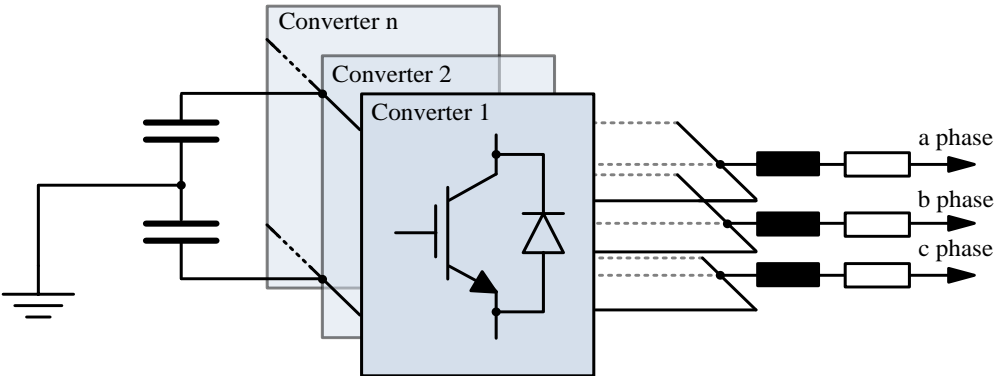 Converter n
Converter 2
Converter 1
a phase
b phase
c phase